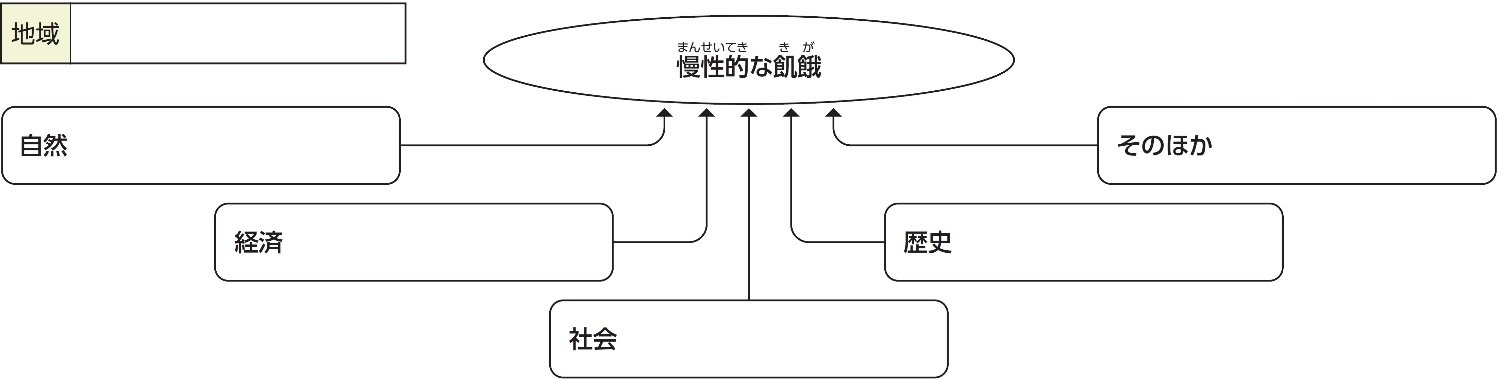 地域
まんせいてき きが
慢性的な飢餓
自然
そのほか
経済
歴史
社会